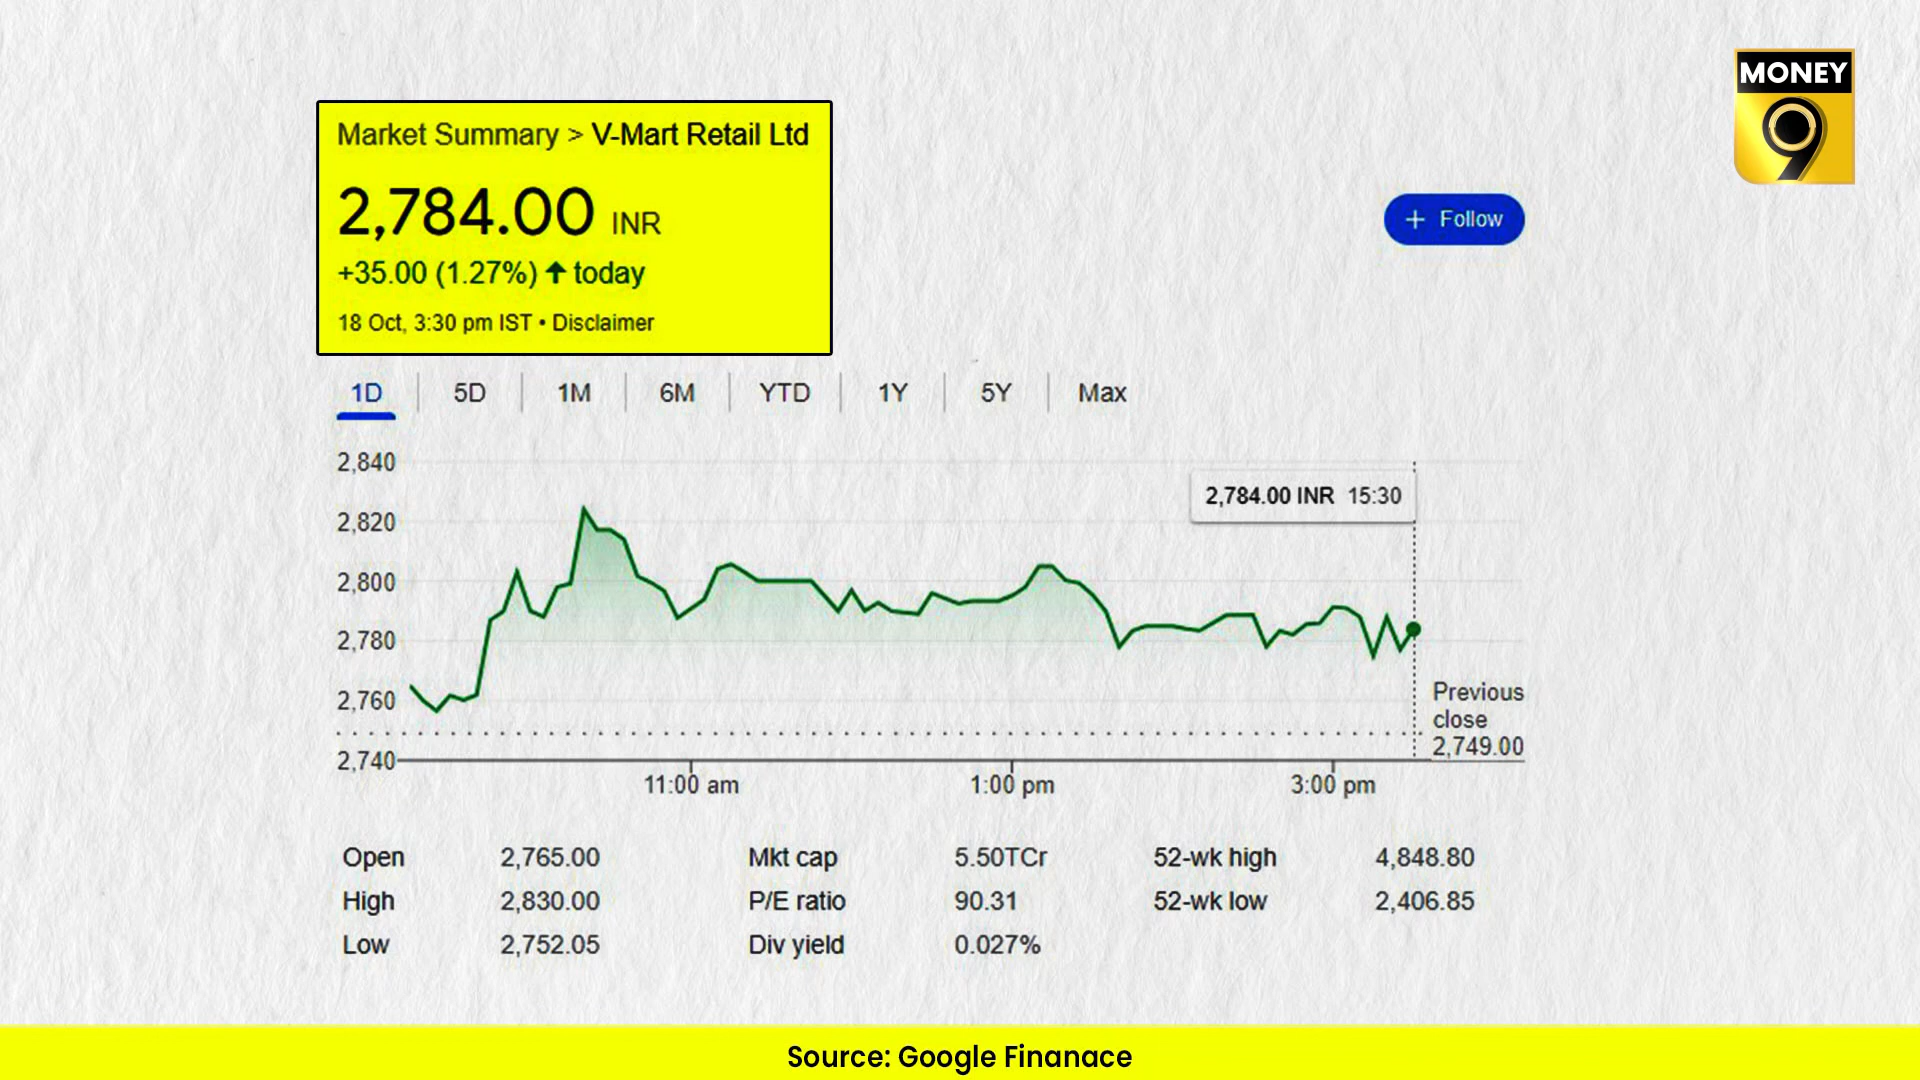 MONEY
9
Market Summary > V-Mart Retail Ltd
2,784.00 INR
+35.00 (1.27%) ↑ today
18 Oct, 3:30 pm IST • Disclaimer
+ Follow
1D 5D 1M 6M YTD 1Y 5Y Max
2,840
2,820
2,800
2,780
2,760
2,740
2,784.00 INR 15:30
Previous
close
2,749.00
11:00 am 1:00 pm 3:00 pm
Open 2,765.00 Mkt cap 5.50TCr 52-wk high 4,848.80
High 2,830.00 P/E ratio 90.31 52-wk low 2,406.85
Low 2,752.05 Div yield 0.027%
Source: Google Finanace